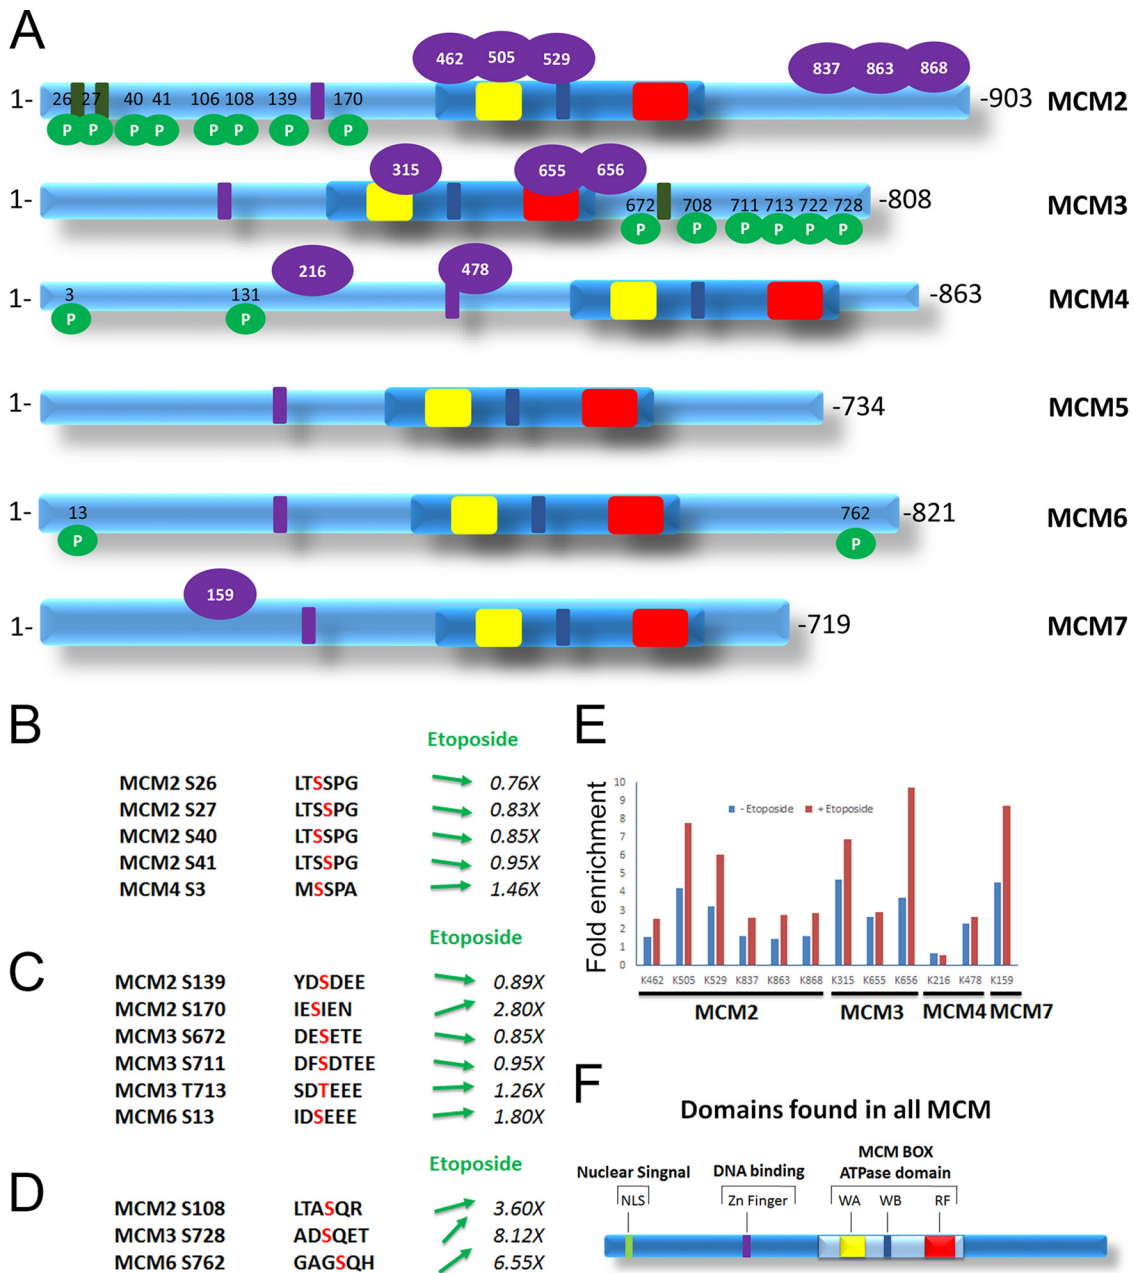 A
462 505 529 837 863 868
1- 26 27 40 41 106 108 139 170 -903 MCM2
P P P P P P P P
315 655 656
1- 672 708 711 713 722 728 -808 MCM3
P P P P P P
216 478
1- 3 131 -863 MCM4
P P
1- -734 MCM5
1- 13 762 -821 MCM6
P P
159
1- -719 MCM7
B
Etoposide
MCM2 S26 LTSSPG 0.76X
MCM2 S27 LTSSPG 0.83X
MCM2 S40 LTSSPG 0.85X
MCM2 S41 LTSSPG 0.95X
MCM4 S3 MSSPA 1.46X
C
Etoposide
MCM2 S139 YDSDEE 0.89X
MCM2 S170 IESIEN 2.80X
MCM3 S672 DESETE 0.85X
MCM3 S711 DFSDTEE 0.95X
MCM3 T713 SDTEEE 1.26X
MCM6 S13 IDSEEE 1.80X
D
Etoposide
MCM2 S108 LTASQR 3.60X
MCM3 S728 ADSQET 8.12X
MCM6 S762 GAGSQH 6.55X
E
Fold enrichment
10
9
8
7
6
5
4
3
2
1
0
- Etoposide + Etoposide
K462 K505 K529 K837 K863 K868 K315 K655 K656 K216 K478 K159
MCM2 MCM3 MCM4 MCM7
F
Domains found in all MCM
MCM BOX
Nuclear Singnal DNA binding ATPase domain
NLS Zn Finger WA WB RF